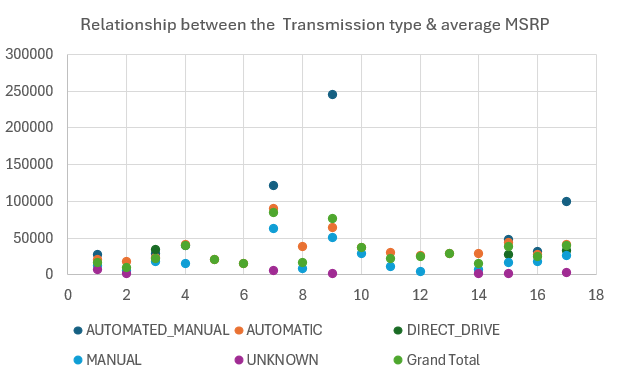 Relationship between the Transmission type & average MSRP
300000
250000
200000
150000
100000
50000
0
0 2 4 6 8 10 12 14 16 18
AUTOMATED_MANUAL AUTOMATIC DIRECT_DRIVE
MANUAL UNKNOWN Grand Total